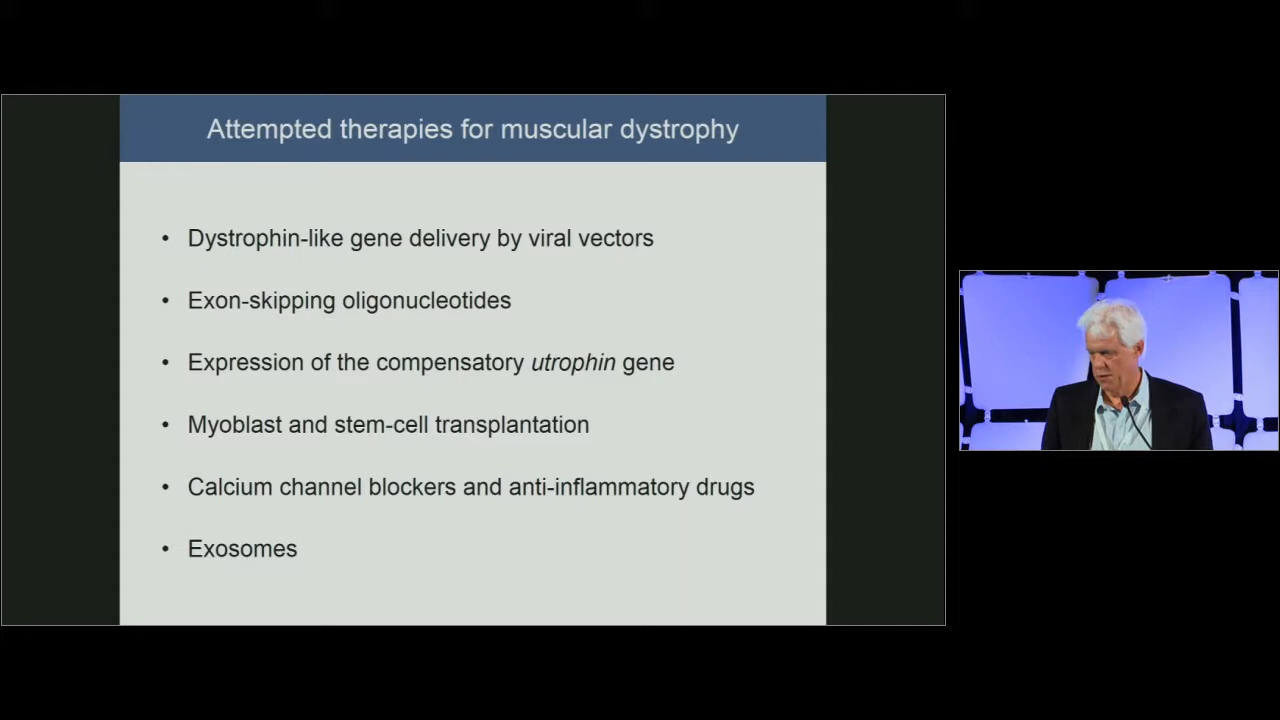 Attempted therapies for muscular dystrophy
• Dystrophin-like gene delivery by viral vectors
• Exon-skipping oligonucleotides
• Expression of the compensatory utrophin gene
• Myoblast and stem-cell transplantation
• Calcium channel blockers and anti-inflammatory drugs
• Exosomes